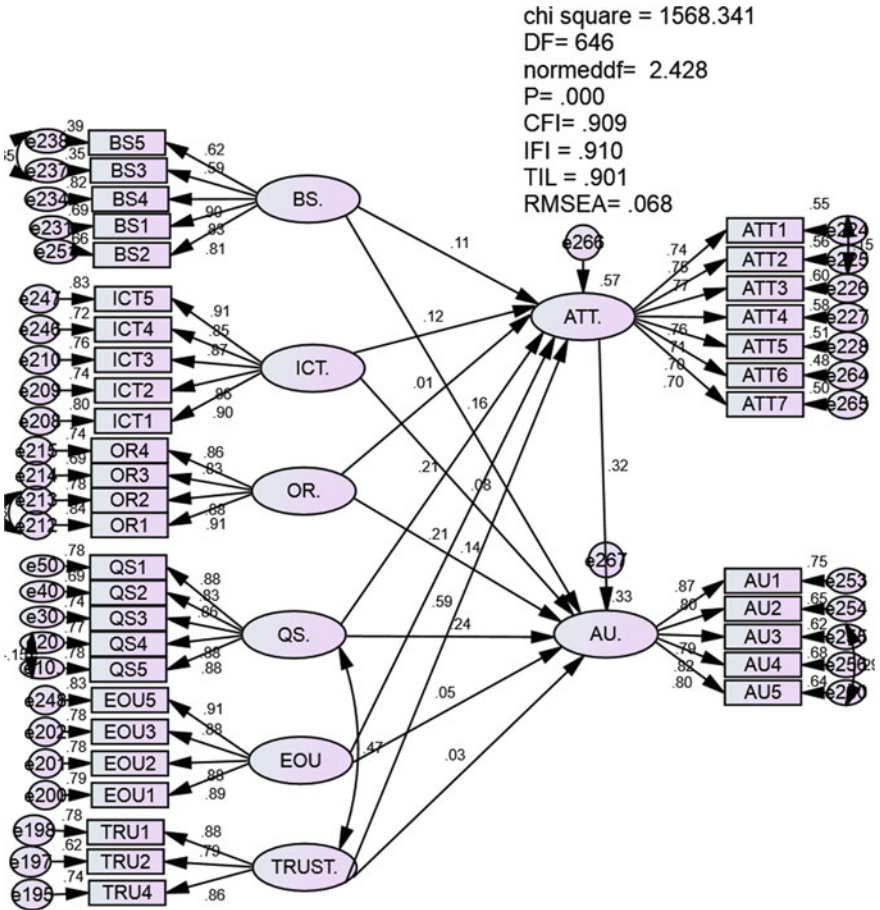 chi square = 1568.341
DF= 646
normeddf= 2.428
P= .000
CFI= .909
IFI= .910
TIL = .901
RMSEA= .068
e238 .39 BS5 .62
e237 .35 BS3 .59
e234 .82 BS4 .90
e231 .69 BS1 .83
.66 BS2 .81
BS.
e247 .83 ICT5 .91
e246 .72 ICT4 .85
e210 .76 ICT3 .87
e209 .74 ICT2 .86
e208 .80 ICT1 .90
ICT.
e215 .74 OR4 .86
e214 .69 OR3 .83
e213 .78 OR2 .88
e212 .84 OR1 .91
OR.
e50 .78 QS1 .88
e40 .69 QS2 .83
e30 .74 QS3 .86
.77 QS4 .88
.78 QS5 .88
QS.
e248 .83 EOU5 .91
e202 .78 EOU3 .88
e201 .78 EOU2 .88
e200 .79 EOU1 .89
EOU
e198 .78 TRU1 .88
e197 .62 TRU2 .79
e195 .74 TRU4 .86
TRUST.
.11
.12
.01
.16
.21
.08
.21
.14
.59
.24
.05
.47
.03
.32
e266
.57
ATT.
e267
.33
AU.
.74 ATT1 .55 e224
.75 ATT2 .56 e225
.77 ATT3 .60 e226
.76 ATT4 .58 e227
.71 ATT5 .51 e228
.70 ATT6 .48 e264
.70 ATT7 .50 e265
.87 AU1 .75 e253
.80 AU2 .65 e254
.79 AU3 .62
.82 AU4 .68 e256
.80 AU5 .64